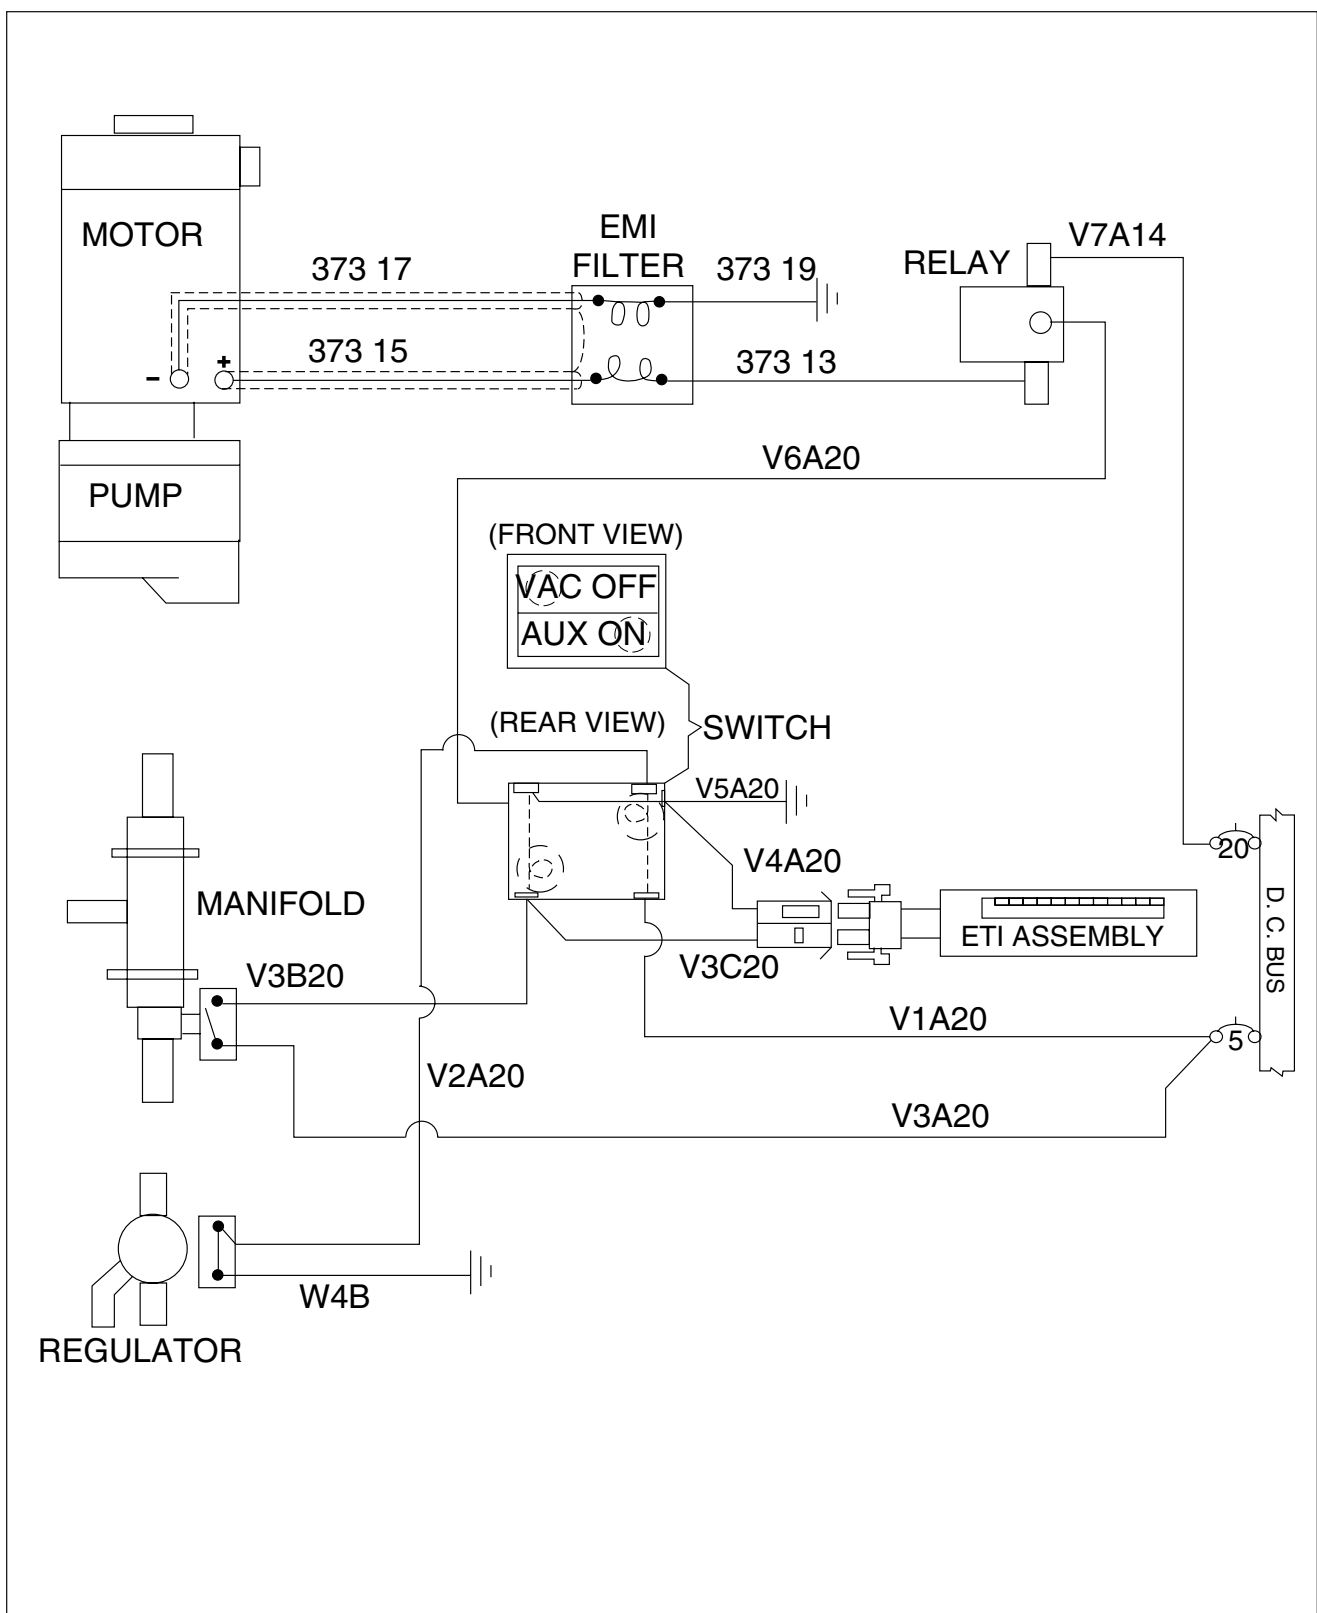 MOTOR
- +
PUMP
373 17
373 15
EMI
FILTER
373 19
373 13
RELAY
V7A14
V6A20
(FRONT VIEW)
VAC OFF
AUX ON
(REAR VIEW)
SWITCH
V5A20
V4A20
V3C20
ETI ASSEMBLY
20
D. C. BUS
5
MANIFOLD
V3B20
V1A20
V2A20
V3A20
W4B
REGULATOR